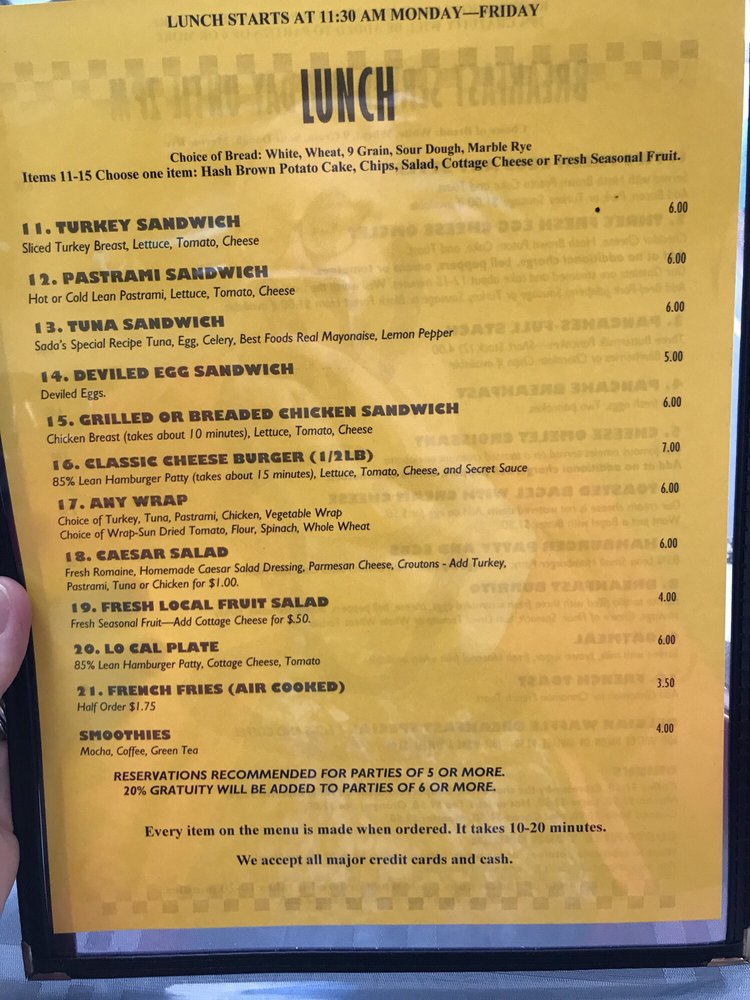 LUNCH STARTS AT 11:30 AM MONDAY—FRIDAY
LUNCH
Choice of Bread: White, Wheat, 9 Grain, Sour Dough, Marble Rye
Items 11-15 Choose one item: Hash Brown Potato Cake, Chips, Salad, Cottage Cheese or Fresh Seasonal Fruit.
11. TURKEY SANDWICH 6.00
Sliced Turkey Breast, Lettuce, Tomato, Cheese
12. PASTRAMI SANDWICH 6.00
Hot or Cold Lean Pastrami, Lettuce, Tomato, Cheese
13. TUNA SANDWICH 6.00
Sada's Special Recipe Tuna, Egg, Celery, Best Foods Real Mayonaise, Lemon Pepper
14. DEVILED EGG SANDWICH 5.00
Deviled Eggs.
15. GRILLED OR BREADED CHICKEN SANDWICH 6.00
Chicken Breast (takes about 10 minutes), Lettuce, Tomato, Cheese
16. CLASSIC CHEESE BURGER (1/2LB) 7.00
85% Lean Hamburger Patty (takes about 15 minutes), Lettuce, Tomato, Cheese, and Secret Sauce
17. ANY WRAP 6.00
Choice of Turkey, Tuna, Pastrami, Chicken, Vegetable Wrap
Choice of Wrap-Sun Dried Tomato, Flour, Spinach, Whole Wheat
18. CAESAR SALAD 6.00
Fresh Romaine, Homemade Caesar Salad Dressing, Parmesan Cheese, Croutons - Add Turkey,
Pastrami, Tuna or Chicken for $1.00.
19. FRESH LOCAL FRUIT SALAD 4.00
Fresh Seasonal Fruit—Add Cottage Cheese for $.50.
20. LO CAL PLATE 6.00
85% Lean Hamburger Patty, Cottage Cheese, Tomato
21. FRENCH FRIES (AIR COOKED) 3.50
Half Order $1.75
SMOOTHIES 4.00
Mocha, Coffee, Green Tea
RESERVATIONS RECOMMENDED FOR PARTIES OF 5 OR MORE.
20% GRATUITY WILL BE ADDED TO PARTIES OF 6 OR MORE.
Every item on the menu is made when ordered. It takes 10-20 minutes.
We accept all major credit cards and cash.